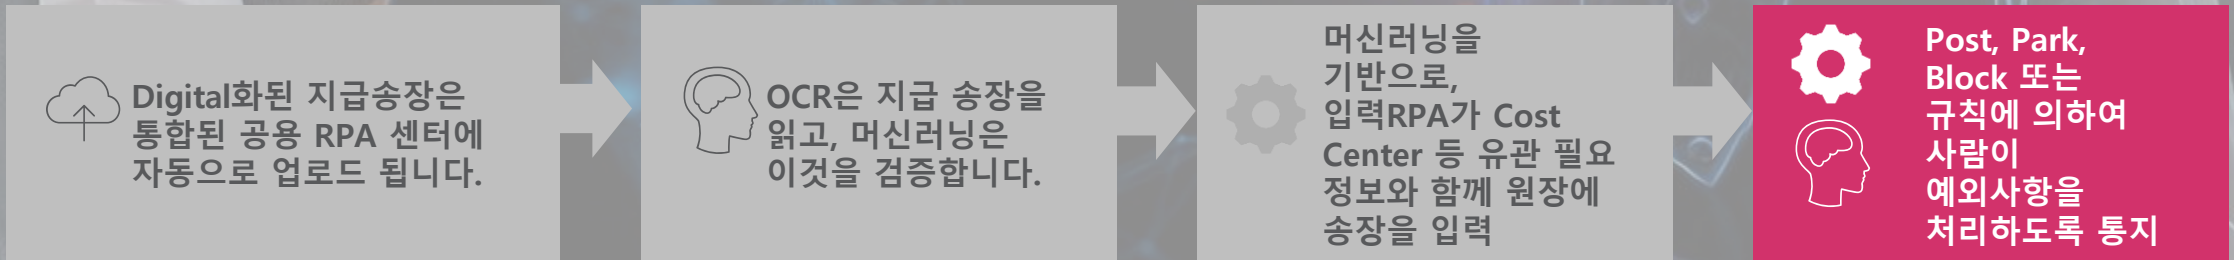 Digital화된 지급송장은
통합된 공용 RPA 센터에
자동으로 업로드 됩니다.
OCR은 지급 송장을
읽고, 머신러닝은
이것을 검증합니다.
머신러닝을
기반으로,
입력RPA가 Cost
Center 등 유관 필요
정보와 함께 원장에
송장을 입력
Post, Park,
Block 또는
규칙에 의하여
사람이
예외사항을
처리하도록 통지